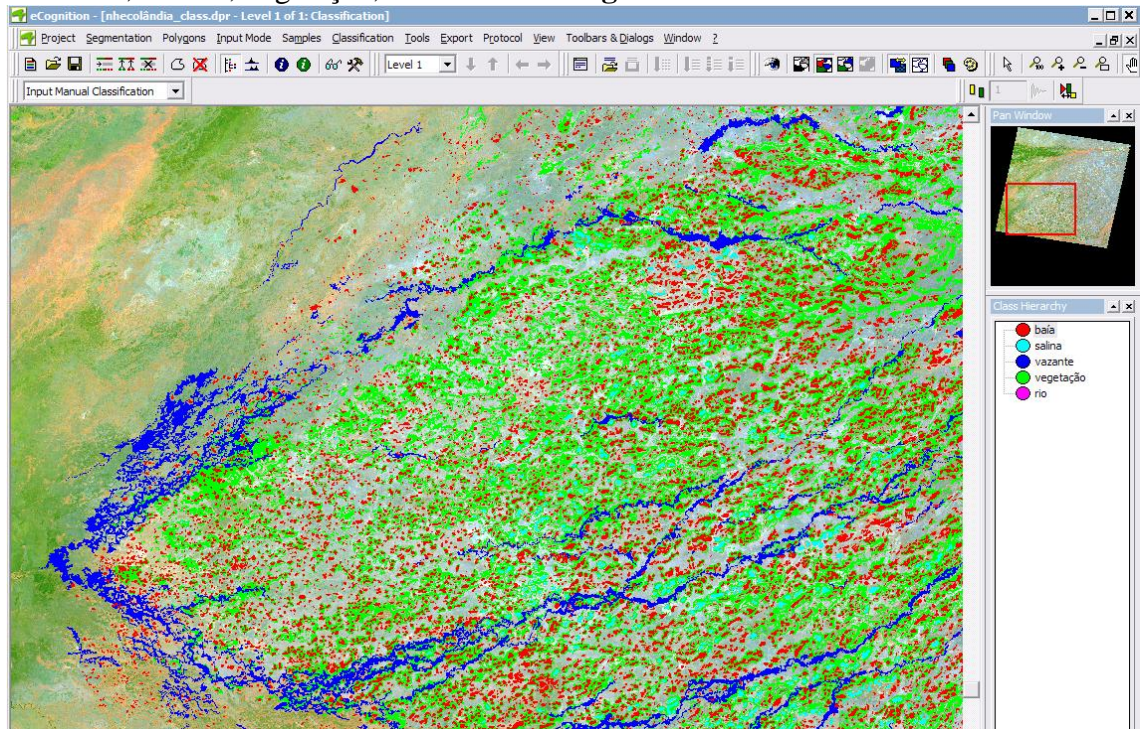 eCognition - [nhecolândia_class.dpr - Level 1 of 1: Classification]
Project Segmentation Polygons Input Mode Samples Classification Tools Export Protocol View Toolbars & Dialogs Window ?
Level 1
Input Manual Classification
1
Pan Window
Class Hierarchy
baía
salina
vazante
vegetação
rio